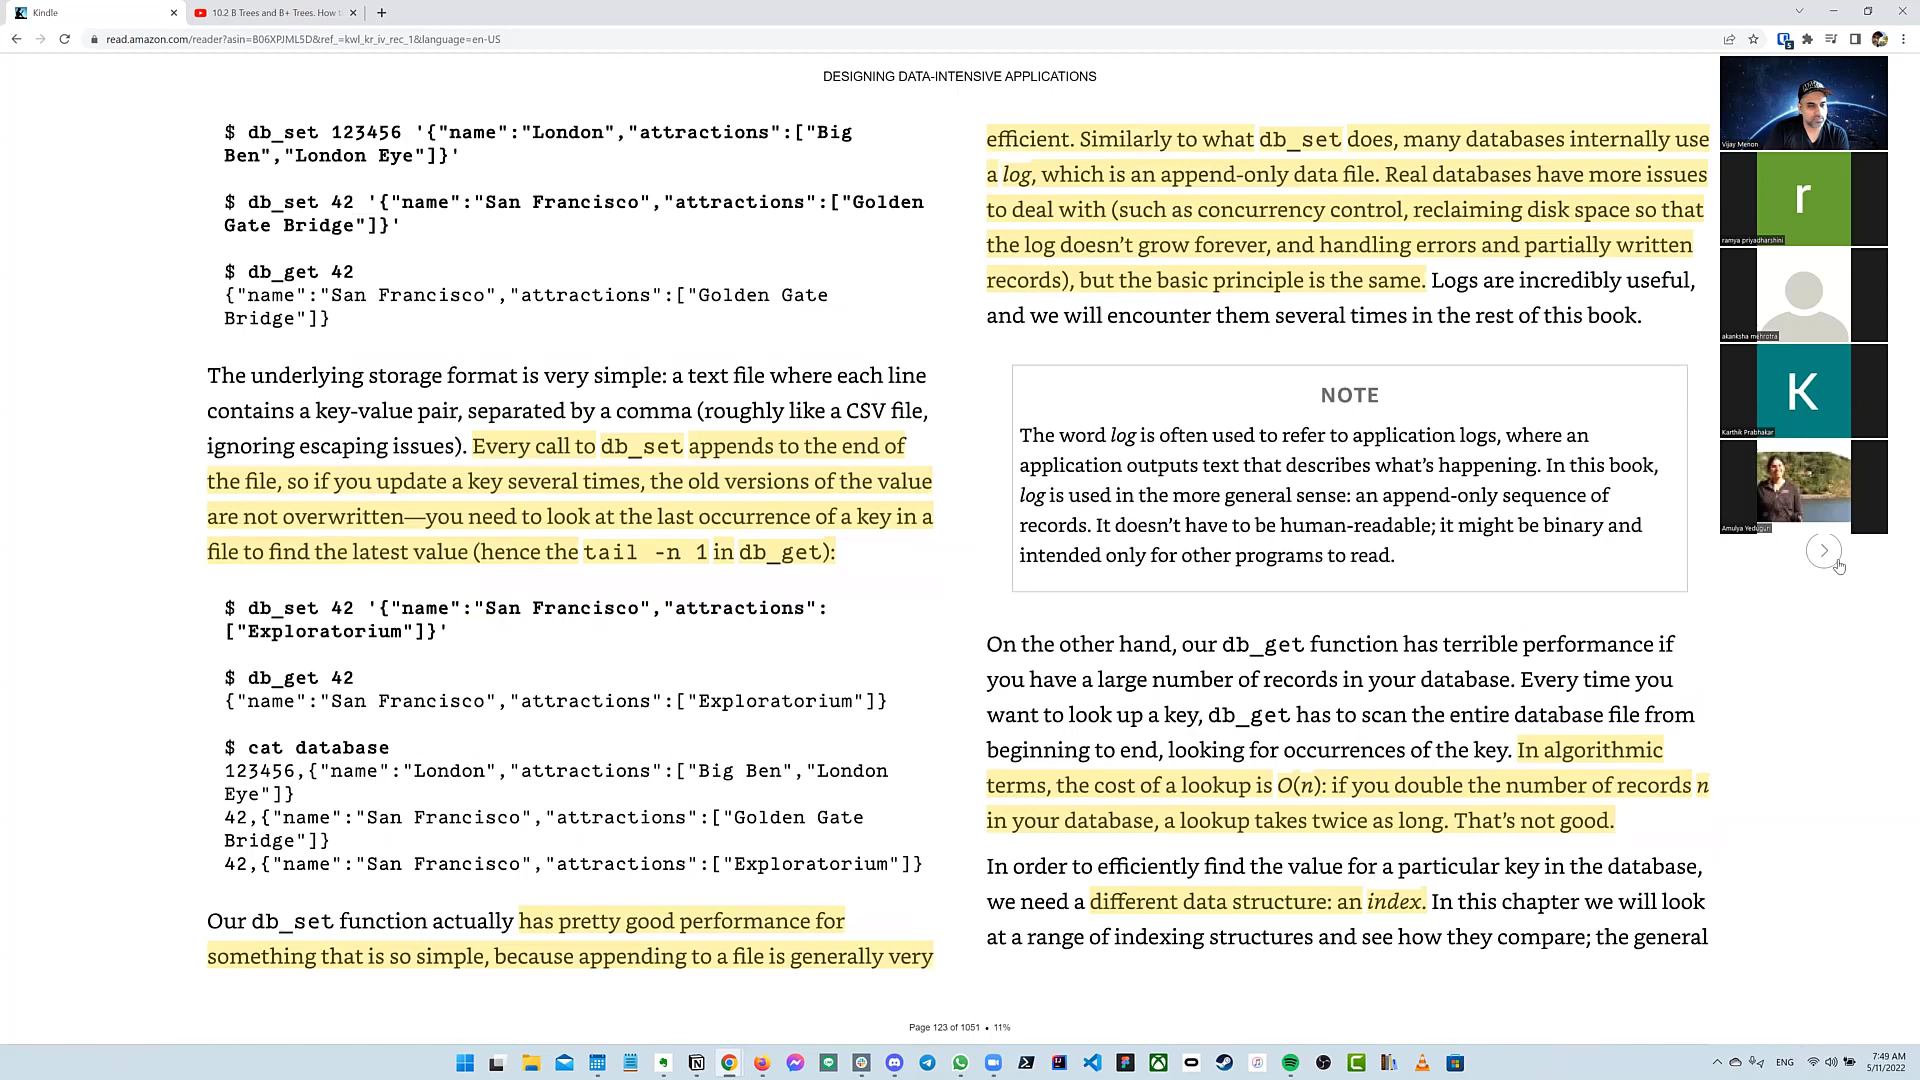 Kindle
10.2 B Trees and B+ Trees. How t
read.amazon.com/reader?asin=B06XPJML5D&ref_=kwl_kr_iv_rec_1&language=en-US
DESIGNING DATA-INTENSIVE APPLICATIONS
$ db_set 123456 '{"name":"London","attractions":["Big
Ben","London Eye"]}'
$ db_set 42 '{"name":"San Francisco","attractions":["Golden
Gate Bridge"]}'
$ db_get 42
{"name":"San Francisco","attractions":["Golden Gate
Bridge"]}
The underlying storage format is very simple: a text file where each line
contains a key-value pair, separated by a comma (roughly like a CSV file,
ignoring escaping issues). Every call to db_set appends to the end of
the file, so if you update a key several times, the old versions of the value
are not overwritten—you need to look at the last occurrence of a key in a
file to find the latest value (hence the tail -n 1 in db_get):
$ db_set 42 '{"name":"San Francisco","attractions":
["Exploratorium"]}'
$ db_get 42
{"name":"San Francisco","attractions":["Exploratorium"]}
$ cat database
123456,{"name":"London","attractions":["Big Ben","London
Eye"]}
42,{"name":"San Francisco","attractions":["Golden Gate
Bridge"]}
42,{"name":"San Francisco","attractions":["Exploratorium"]}
Our db_set function actually has pretty good performance for
something that is so simple, because appending to a file is generally very
efficient. Similarly to what db_set does, many databases internally use
a log, which is an append-only data file. Real databases have more issues
to deal with (such as concurrency control, reclaiming disk space so that
the log doesn't grow forever, and handling errors and partially written
records), but the basic principle is the same. Logs are incredibly useful,
and we will encounter them several times in the rest of this book.
NOTE
The word log is often used to refer to application logs, where an
application outputs text that describes what's happening. In this book,
log is used in the more general sense: an append-only sequence of
records. It doesn't have to be human-readable; it might be binary and
intended only for other programs to read.
On the other hand, our db_get function has terrible performance if
you have a large number of records in your database. Every time you
want to look up a key, db_get has to scan the entire database file from
beginning to end, looking for occurrences of the key. In algorithmic
terms, the cost of a lookup is O(n): if you double the number of records n
in your database, a lookup takes twice as long. That's not good.
In order to efficiently find the value for a particular key in the database,
we need a different data structure: an index. In this chapter we will look
at a range of indexing structures and see how they compare; the general
Page 123 of 1051 • 11%
Vijay Menon
r
ramya priyadharshini
akanksha mehrotra
K
Karthik Prabhakar
Amulya Yeduguri
ENG
7:49 AM
5/11/2022